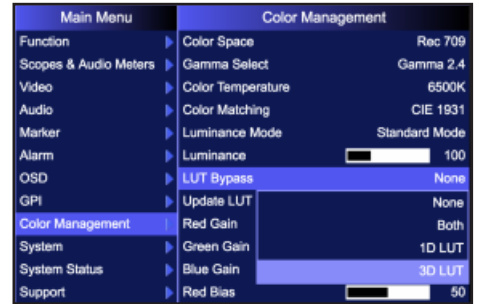 Main Menu
Color Management
Function
Color Space Rec 709
Scopes & Audio Meters
Gamma Select Gamma 2.4
Video
Color Temperature 6500K
Audio
Color Matching CIE 1931
Marker
Luminance Mode Standard Mode
Alarm
Luminance 100
OSD
LUT Bypass None
GPI
Update LUT None
Color Management
Red Gain Both
System
Green Gain 1D LUT
System Status
Blue Gain 3D LUT
Support
Red Bias 50